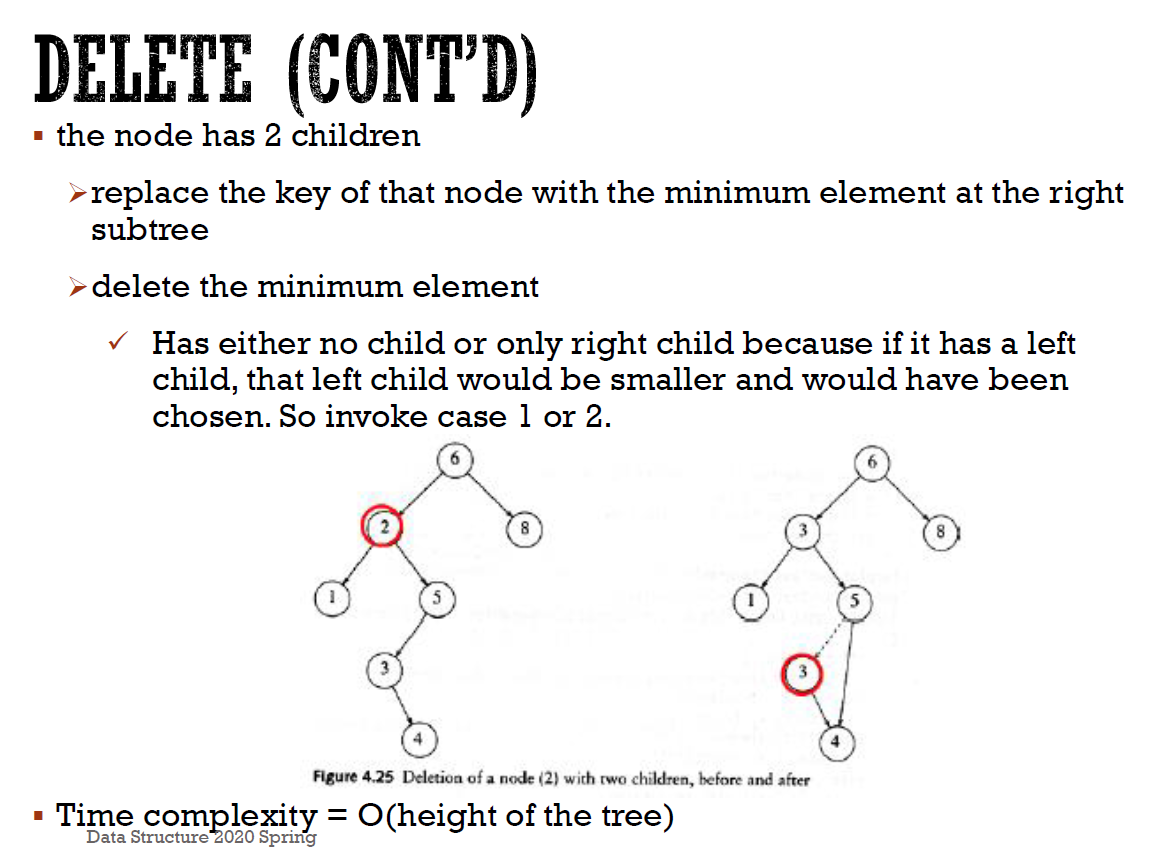 DELETE (CONT'D)
▪ the node has 2 children
➢replace the key of that node with the minimum element at the right
subtree
➢delete the minimum element
✓ Has either no child or only right child because if it has a left
child, that left child would be smaller and would have been
chosen. So invoke case 1 or 2.
6
2 8
1 5
3
4
6
3 8
1 5
3
4
Figure 4.25 Deletion of a node (2) with two children, before and after
▪ Time complexity = O(height of the tree)
Data Structure 2020 Spring